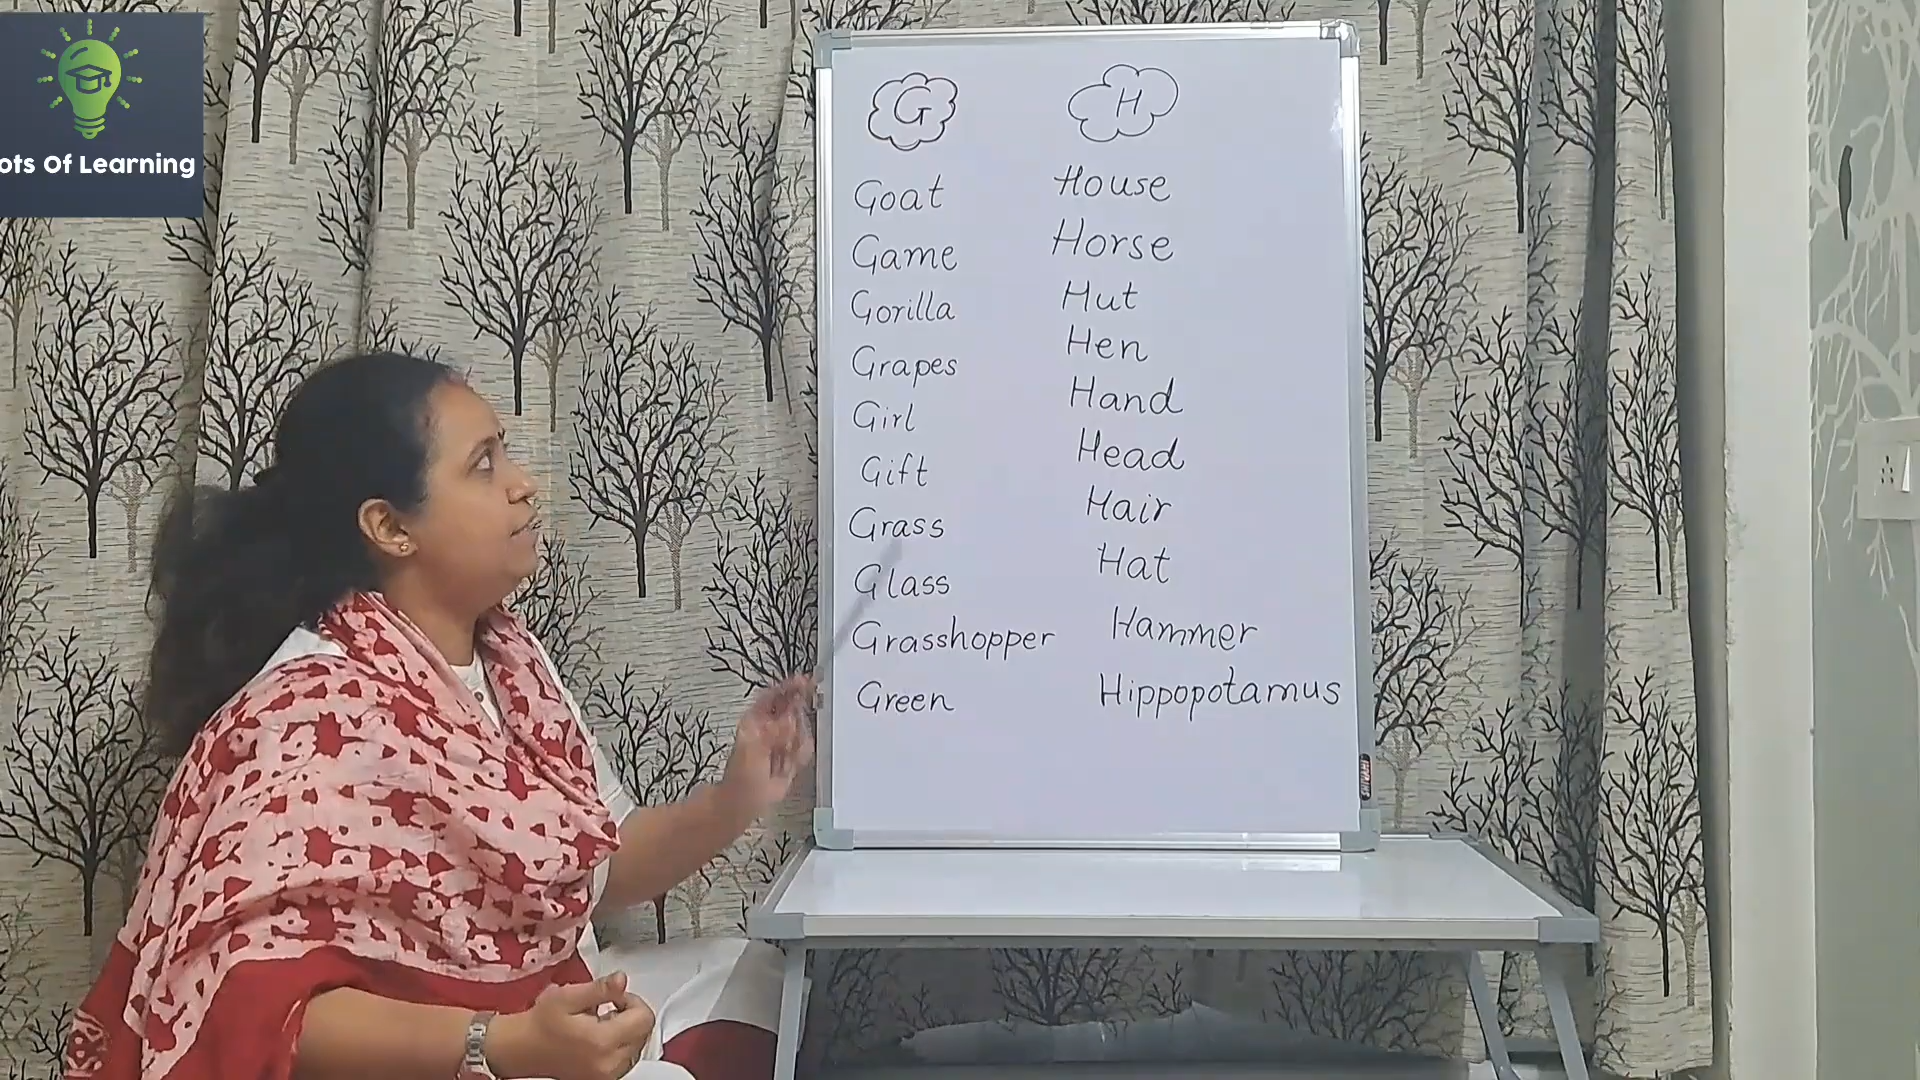 ots Of Learning
G
Goat
Game
Gorilla
Grapes
Girl
Gift
Grass
Glass
Grasshopper
Green
H
House
Horse
Hut
Hen
Hand
Head
Hair
Hat
Hammer
Hippopotamus